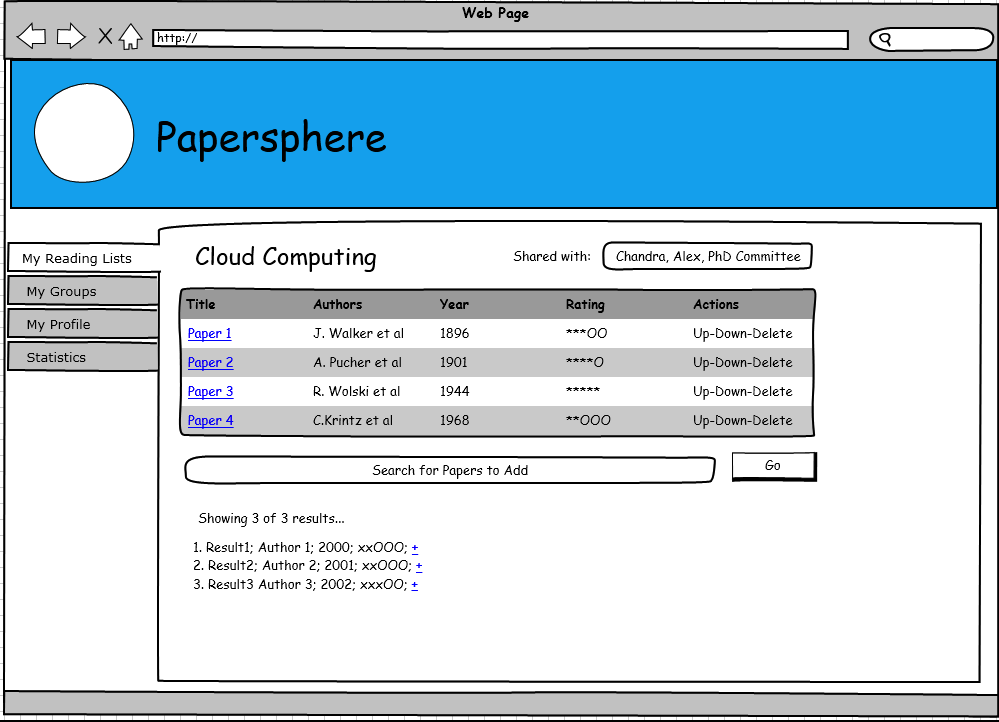 Web Page
X http://
Papersphere
My Reading Lists
My Groups
My Profile
Statistics
Cloud Computing Shared with: Chandra, Alex, PhD Committee
Title Authors Year Rating Actions
Paper 1 J. Walker et al 1896 ***OO Up-Down-Delete
Paper 2 A. Pucher et al 1901 ****O Up-Down-Delete
Paper 3 R. Wolski et al 1944 ***** Up-Down-Delete
Paper 4 C.Krintz et al 1968 **OOO Up-Down-Delete
Search for Papers to Add Go
Showing 3 of 3 results...
1. Result1; Author 1; 2000; xxOOO; +
2. Result2; Author 2; 2001; xxOOO; +
3. Result3 Author 3; 2002; xxxOO; +